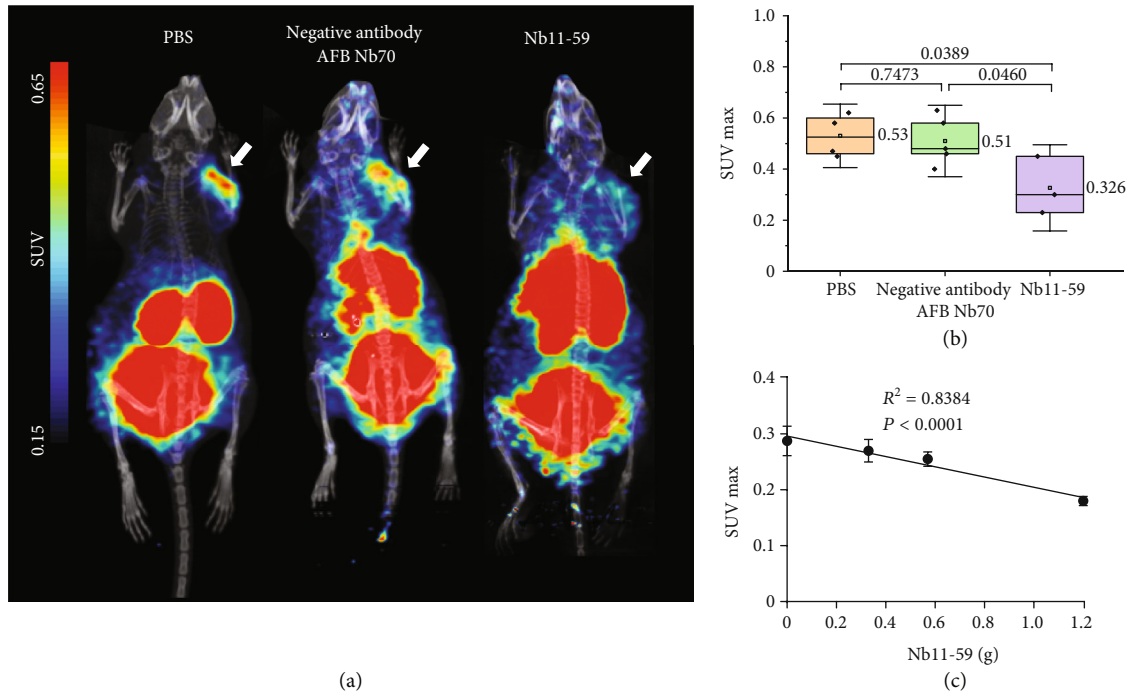 PBS
Negative antibody
AFB Nb70
Nb11-59
0.65
SUV
0.15
(a)
1.0
0.8
0.6
0.4
0.2
0
SUV max
0.0389
0.7473
0.0460
0.53
0.51
0.326
PBS
Negative antibody
AFB Nb70
Nb11-59
(b)
0.4
0.3
0.2
0.1
0
SUV max
R² = 0.8384
P < 0.0001
0
0.2
0.4
0.6
0.8
1.0
1.2
Nb11-59 (g)
(c)